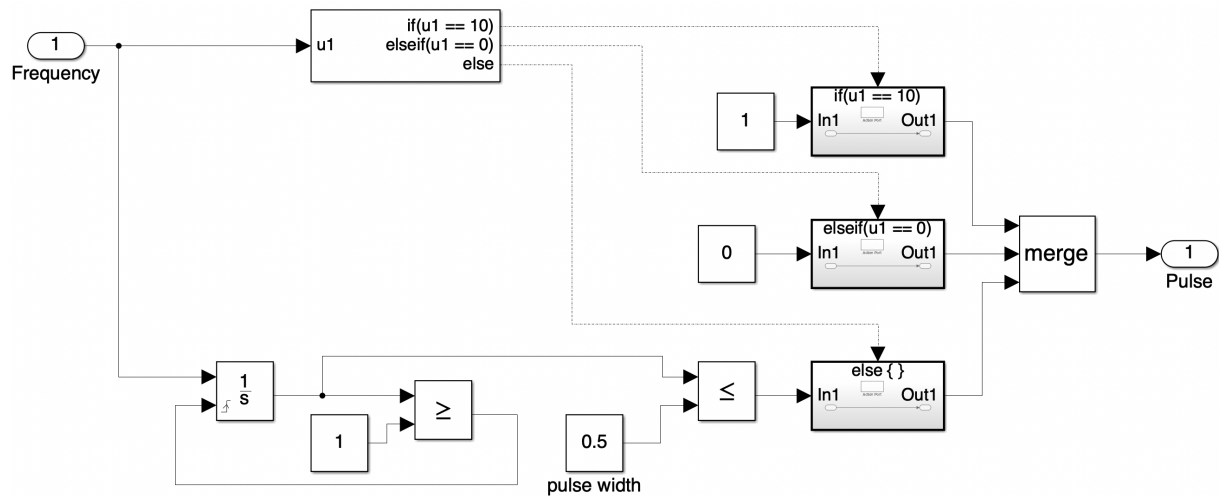 1
Frequency
u1
if(u1 == 10)
elseif(u1 == 0)
else
1
if(u1 == 10)
In1
Out1
0
elseif(u1 == 0)
In1
Out1
merge
1
Pulse
1
s
1
≥
0.5
pulse width
≤
else { }
In1
Out1